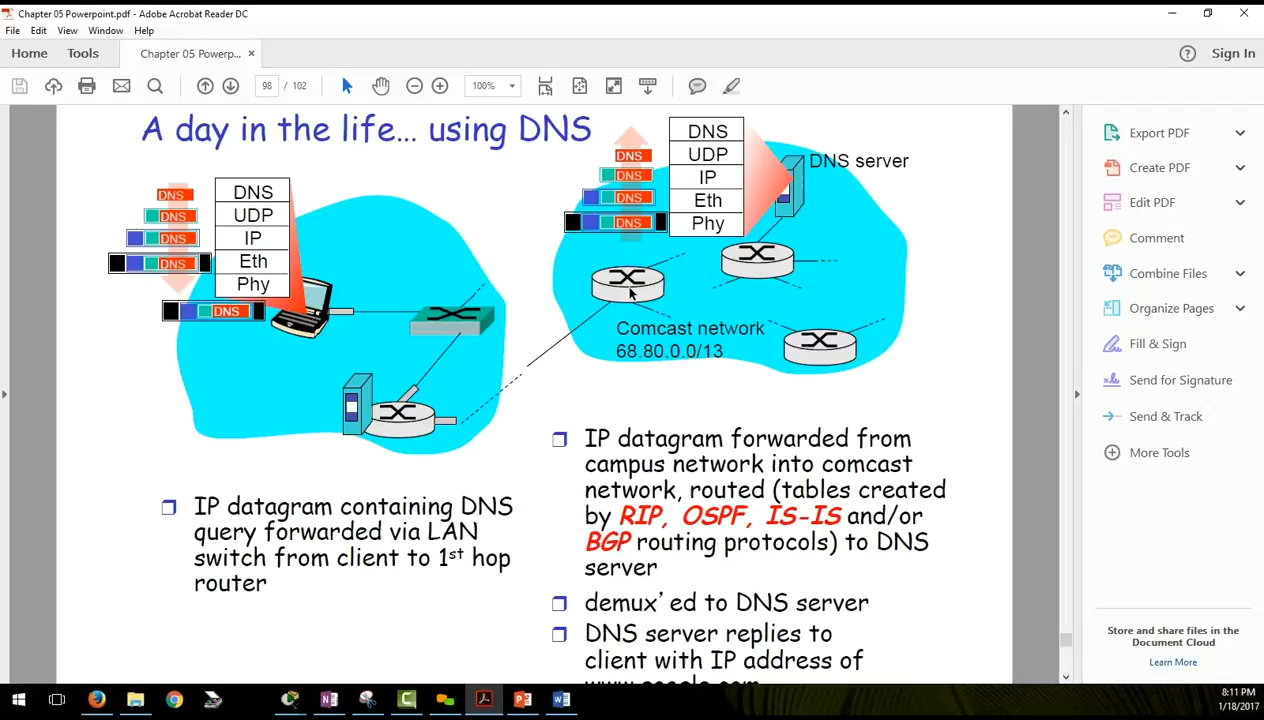 Chapter 05 Powerpoint.pdf - Adobe Acrobat Reader DC
File Edit View Window Help
Home Tools Chapter 05 Powerp... × Sign In
98 / 102 100%
A day in the life... using DNS
DNS
UDP
IP
Eth
Phy
DNS
DNS
DNS
DNS
DNS
DNS
UDP
IP
Eth
Phy
DNS
DNS
DNS
DNS
DNS server
Comcast network
68.80.0.0/13
IP datagram containing DNS
query forwarded via LAN
switch from client to 1st hop
router
IP datagram forwarded from
campus network into comcast
network, routed (tables created
by RIP, OSPF, IS-IS and/or
BGP routing protocols) to DNS
server
demux’ed to DNS server
DNS server replies to
client with IP address of
www.google.com
Export PDF
Create PDF
Edit PDF
Comment
Combine Files
Organize Pages
Fill & Sign
Send for Signature
Send & Track
More Tools
Store and share files in the
Document Cloud
Learn More
8:11 PM
1/18/2017